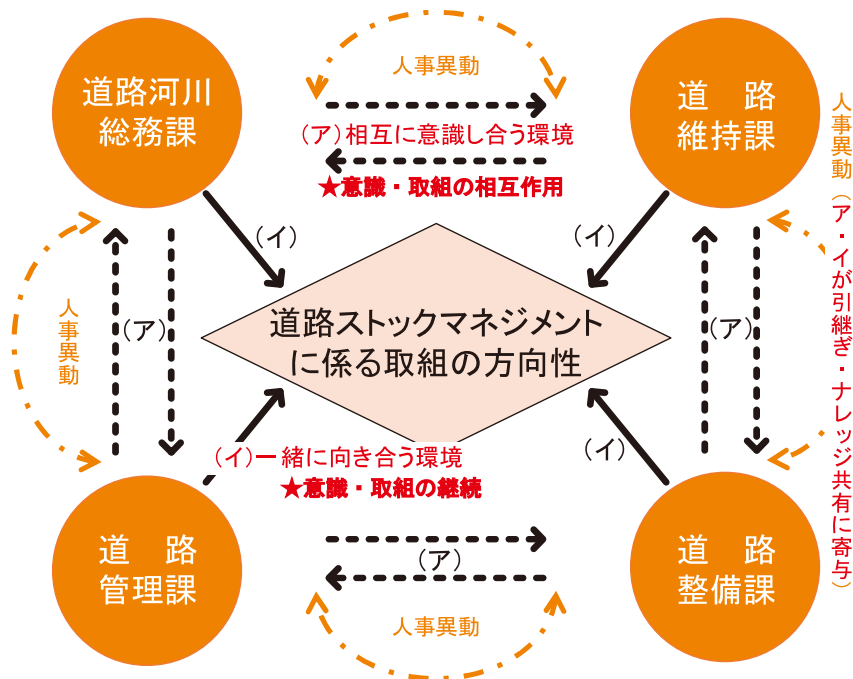 道路河川
総務課
人事異動
(ア)相互に意識し合う環境
★意識・取組の相互作用
道　路
維持課
人事異動(ア・イが引継ぎ・ナレッジ共有に寄与)
(イ)
(イ)
人事異動
(ア)
道路ストックマネジメント
に係る取組の方向性
(ア)
(イ)一緒に向き合う環境
★意識・取組の継続
(イ)
道　路
管理課
(ア)
人事異動
道　路
整備課